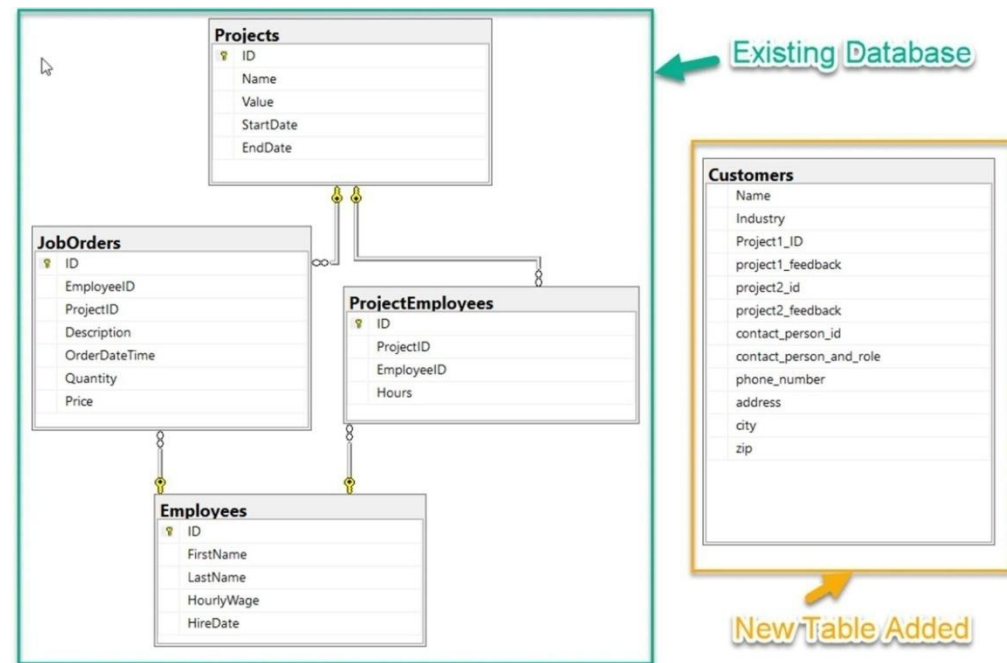 Projects
ID
Name
Value
StartDate
EndDate
Existing Database
JobOrders
ID
EmployeeID
ProjectID
Description
OrderDateTime
Quantity
Price
ProjectEmployees
ID
ProjectID
EmployeeID
Hours
Employees
ID
FirstName
LastName
HourlyWage
HireDate
Customers
Name
Industry
Project1_ID
project1_feedback
project2_id
project2_feedback
contact_person_id
contact_person_and_role
phone_number
address
city
zip
New Table Added